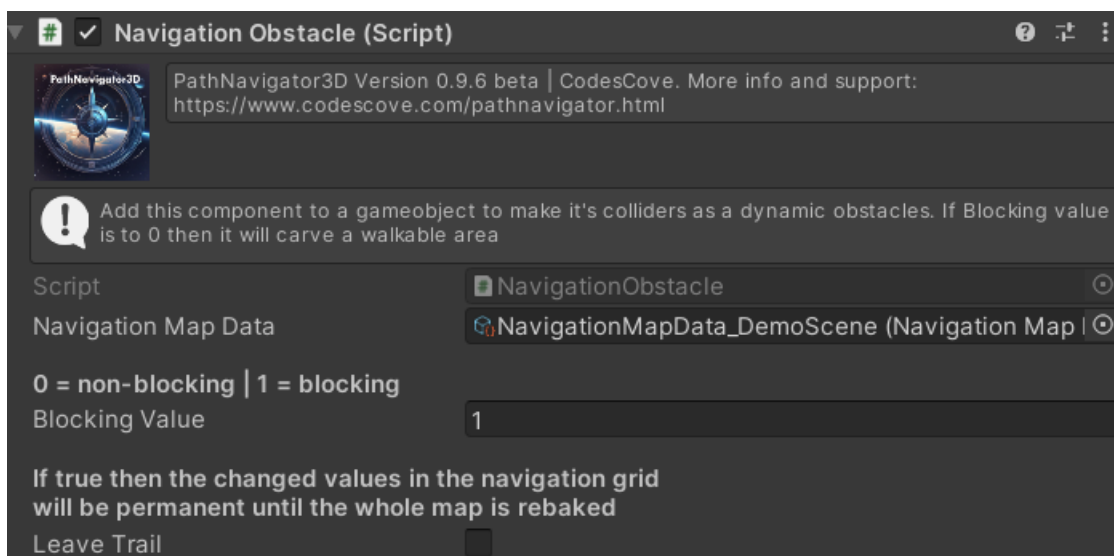 # Navigation Obstacle (Script)
PathNavigator3D
PathNavigator3D Version 0.9.6 beta | CodesCove. More info and support:
https://www.codescove.com/pathnavigator.html
Add this component to a gameobject to make it's colliders as a dynamic obstacles. If Blocking value
is to 0 then it will carve a walkable area
Script # NavigationObstacle
Navigation Map Data NavigationMapData_DemoScene (Navigation Map
0 = non-blocking | 1 = blocking
Blocking Value 1
If true then the changed values in the navigation grid
will be permanent until the whole map is rebaked
Leave Trail